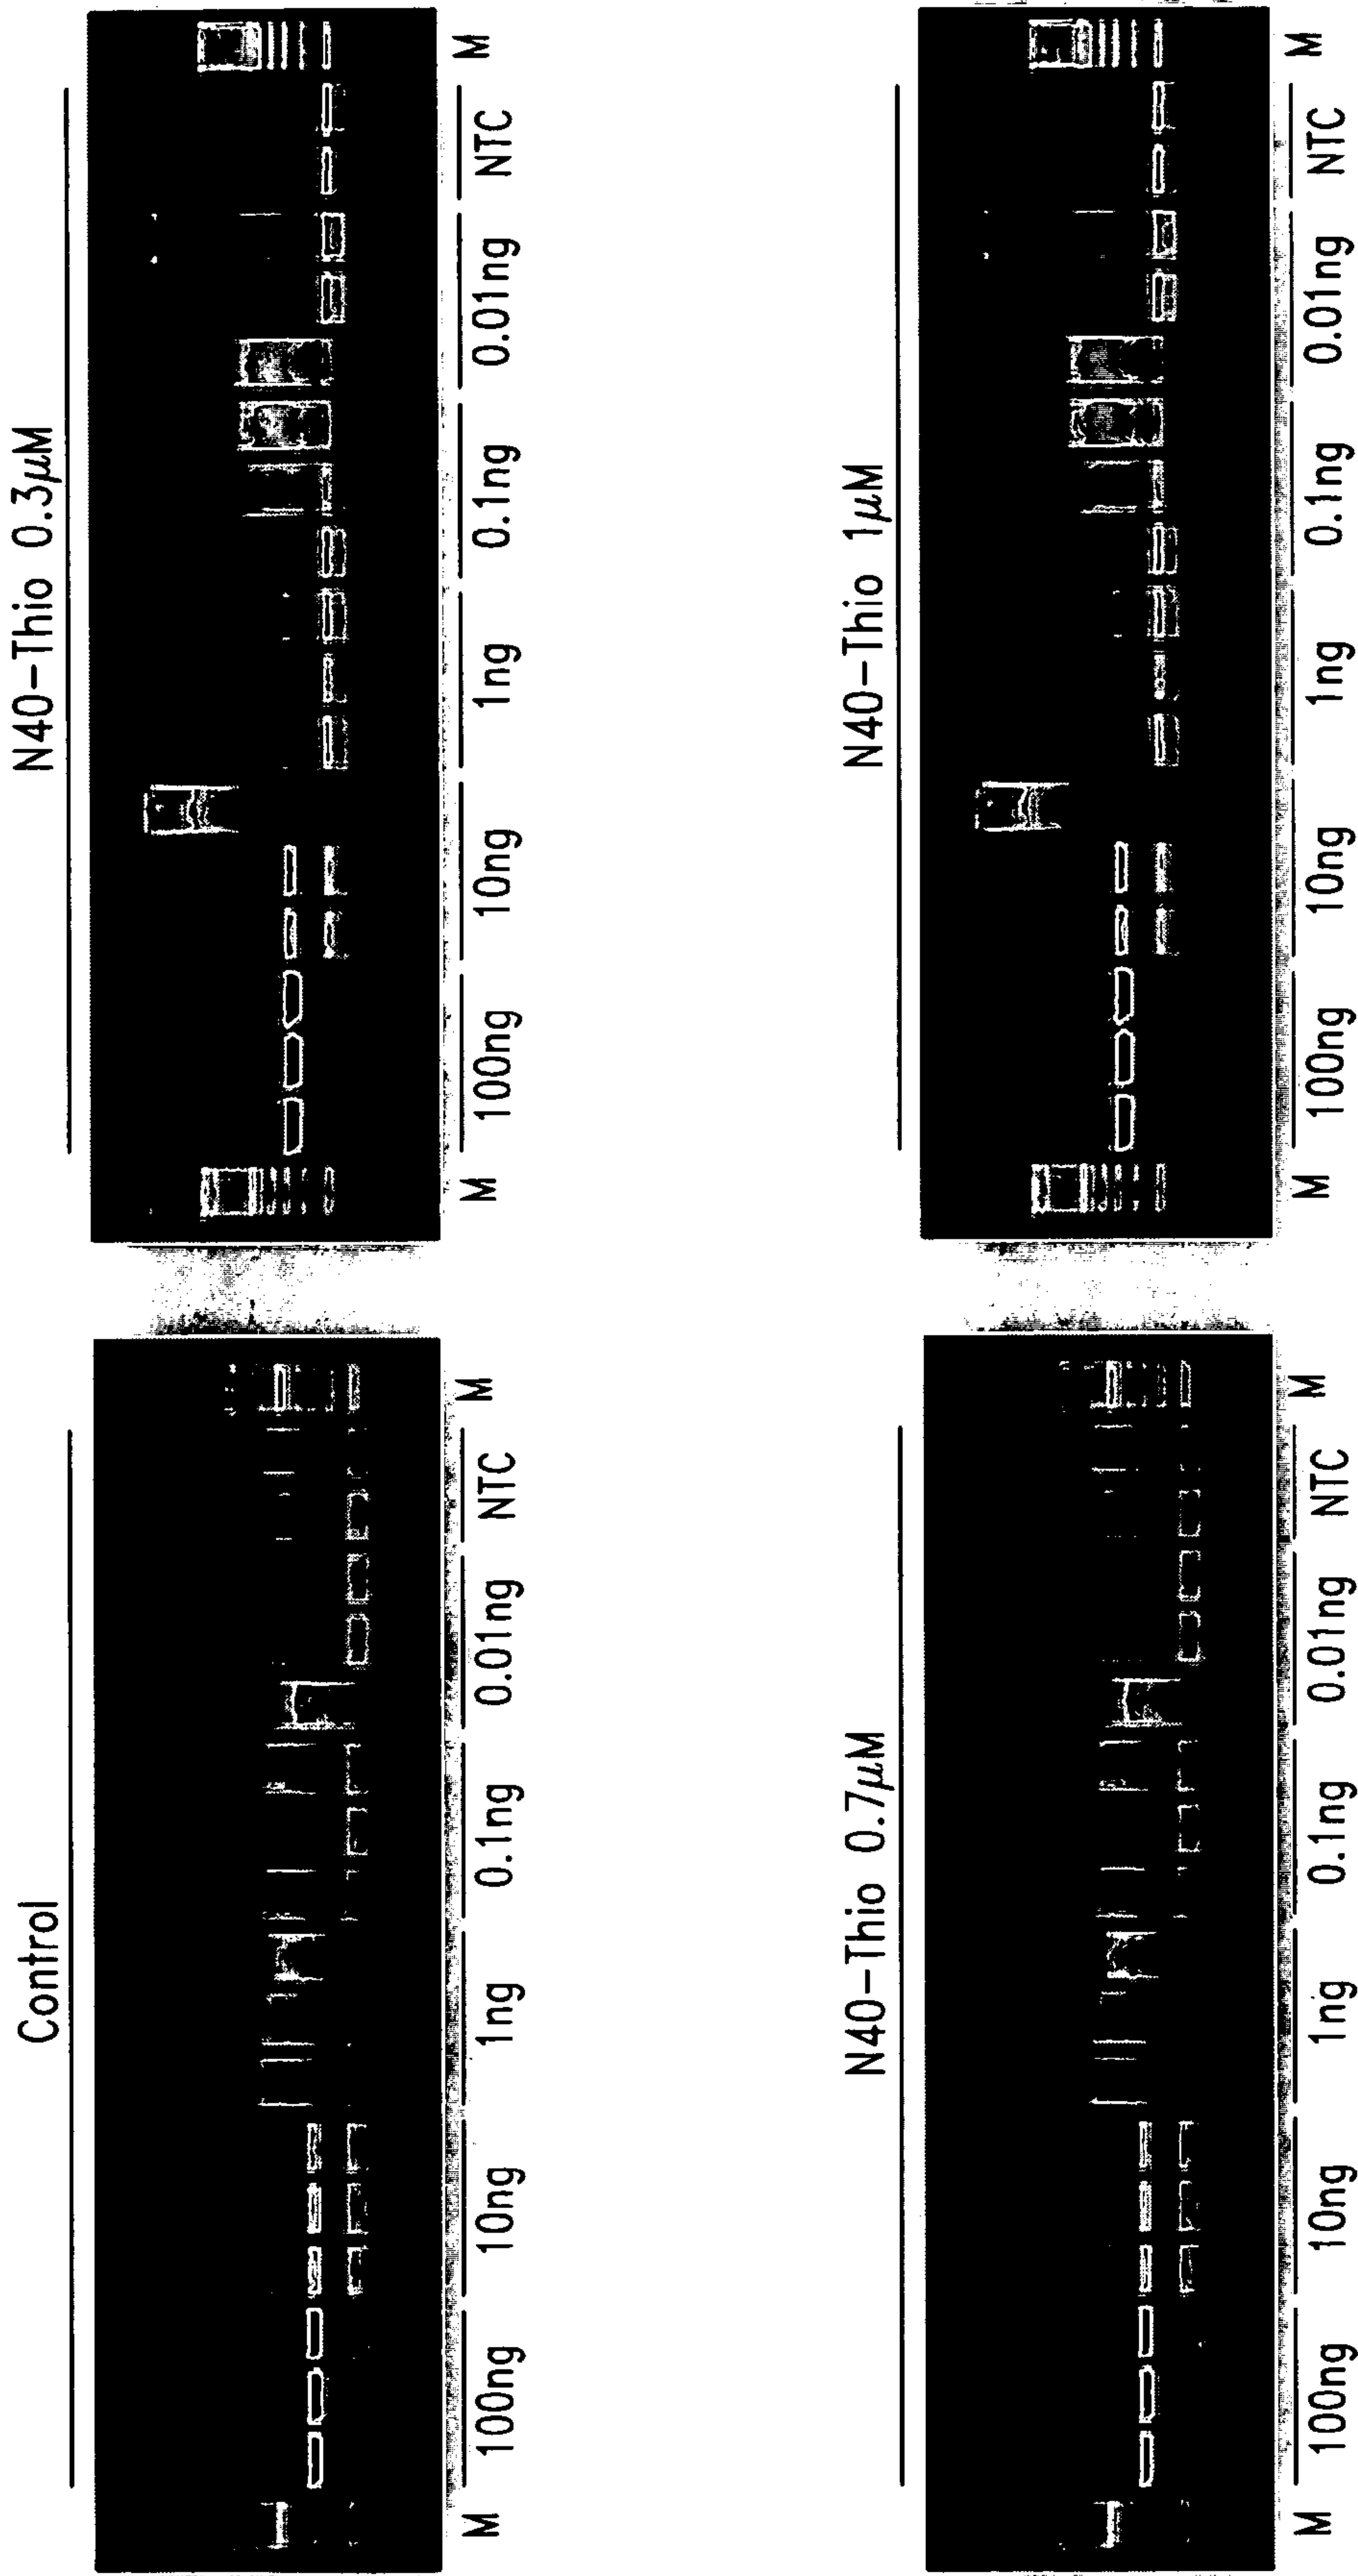 Control
M 100ng 10ng 1ng 0.1ng 0.01ng NTC M
N40-Thio 0.3µM
M 100ng 10ng 1ng 0.1ng 0.01ng NTC M
N40-Thio 0.7µM
M 100ng 10ng 1ng 0.1ng 0.01ng NTC M
N40-Thio 1µM
M 100ng 10ng 1ng 0.1ng 0.01ng NTC M